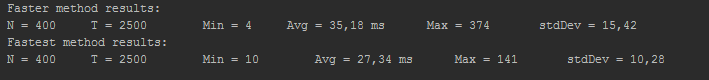 Faster method results:
N = 400 T = 2500 Min = 4 Avg = 35,18 ms Max = 374 stdDev = 15,42
Fastest method results:
N = 400 T = 2500 Min = 10 Avg = 27,34 ms Max = 141 stdDev = 10,28